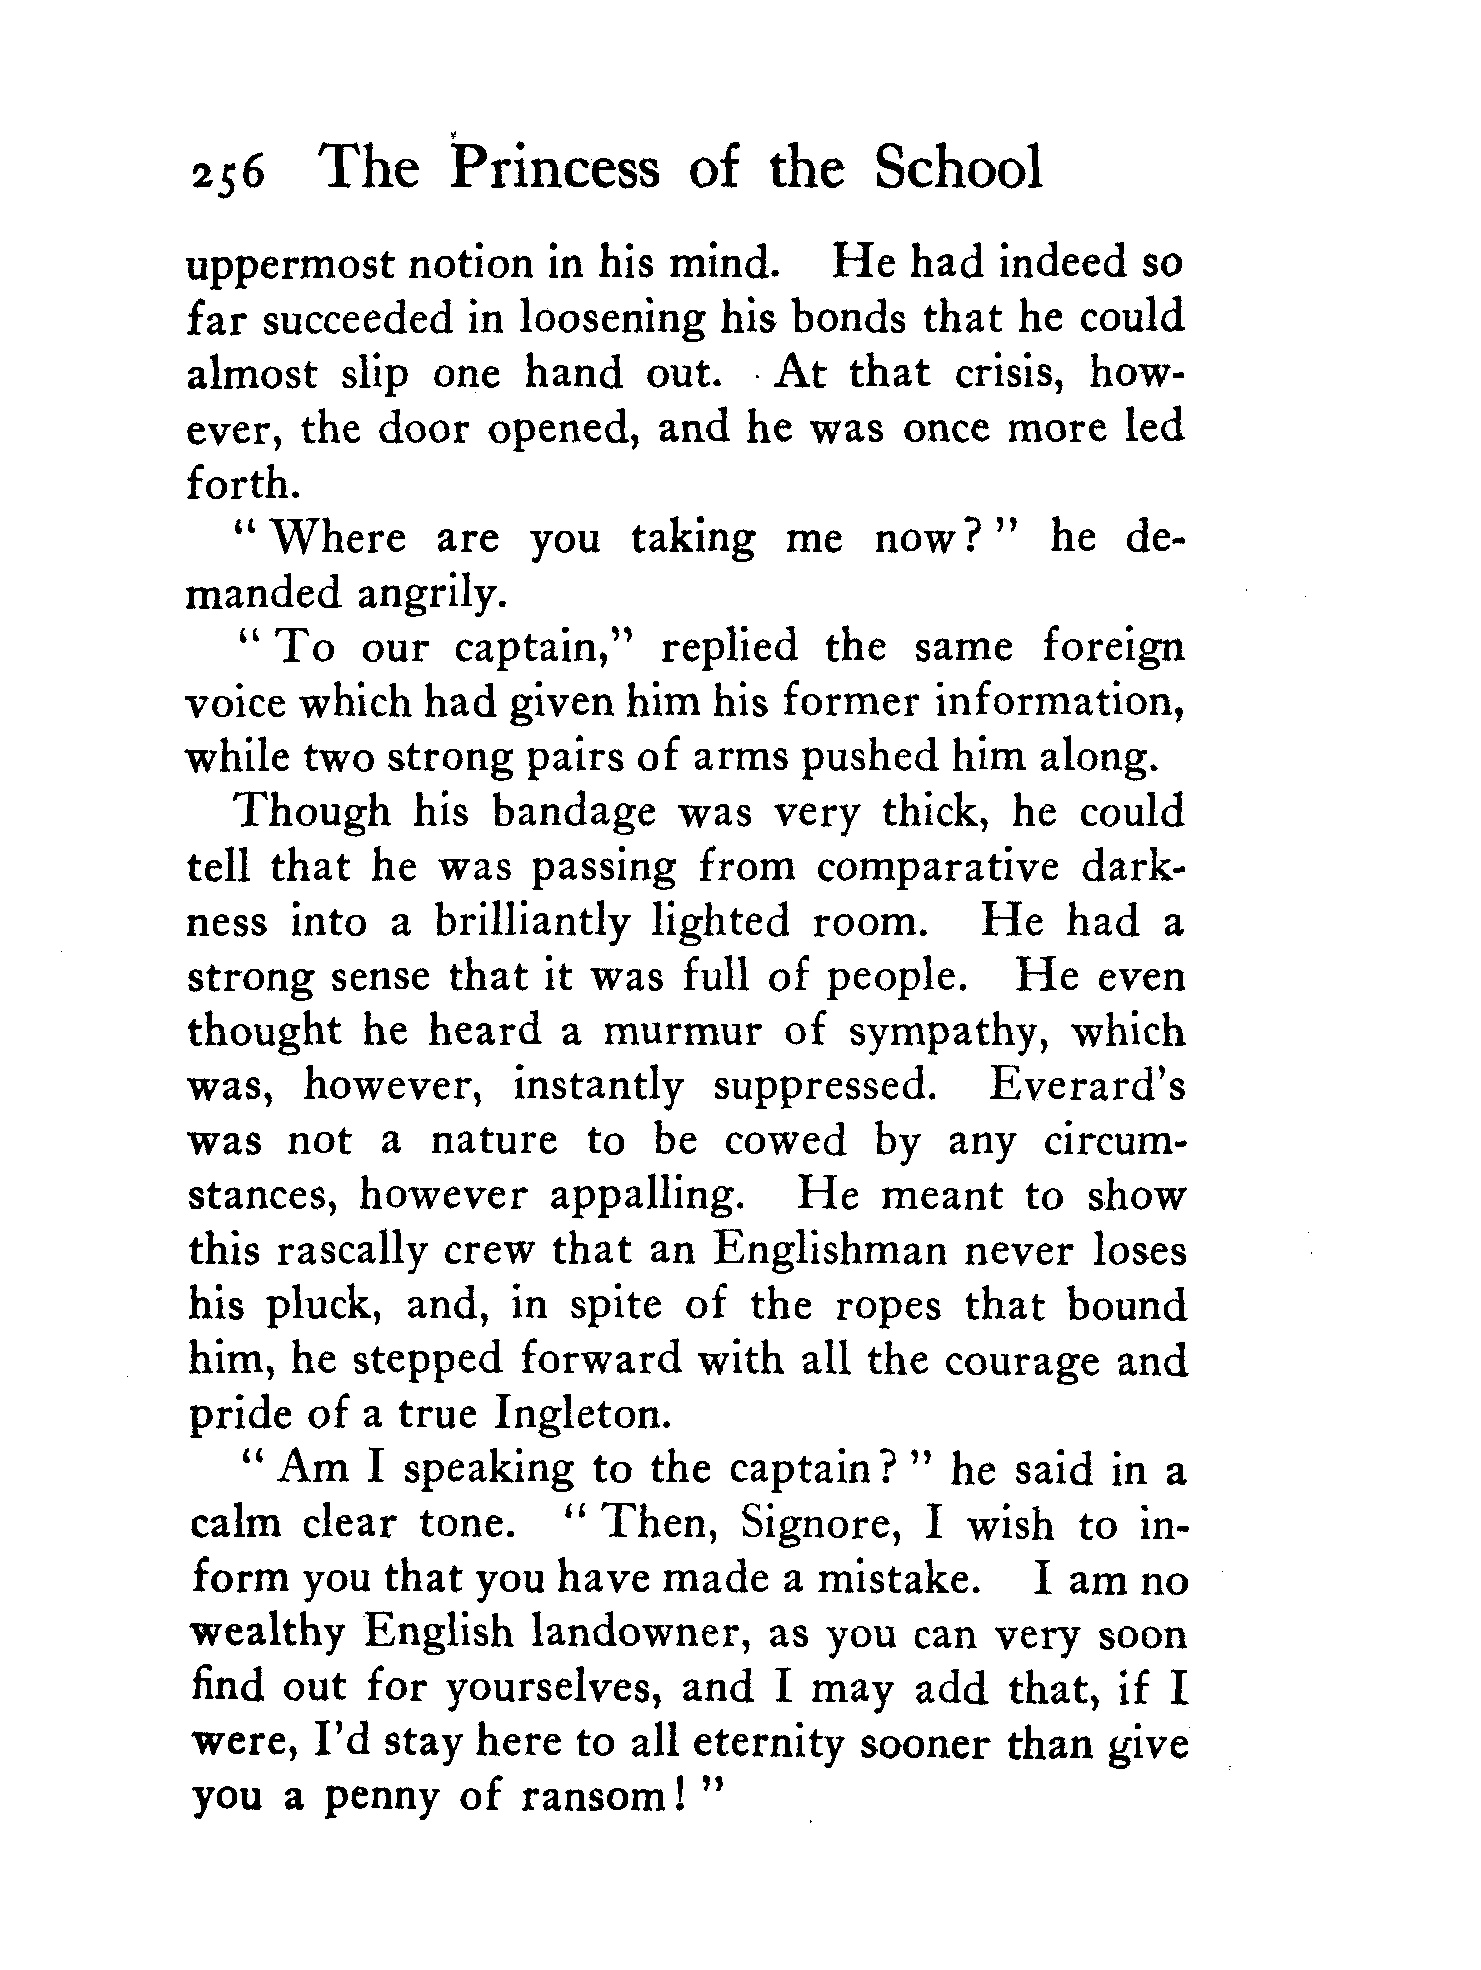 256 The Princess of the School
uppermost notion in his mind. He had indeed so
far succeeded in loosening his bonds that he could
almost slip one hand out. At that crisis, how-
ever, the door opened, and he was once more led
forth.
" Where are you taking me now? " he de-
manded angrily.
" To our captain," replied the same foreign
voice which had given him his former information,
while two strong pairs of arms pushed him along.
Though his bandage was very thick, he could
tell that he was passing from comparative dark-
ness into a brilliantly lighted room. He had a
strong sense that it was full of people. He even
thought he heard a murmur of sympathy, which
was, however, instantly suppressed. Everard's
was not a nature to be cowed by any circum-
stances, however appalling. He meant to show
this rascally crew that an Englishman never loses
his pluck, and, in spite of the ropes that bound
him, he stepped forward with all the courage and
pride of a true Ingleton.
" Am I speaking to the captain? " he said in a
calm clear tone. " Then, Signore, I wish to in-
form you that you have made a mistake. I am no
wealthy English landowner, as you can very soon
find out for yourselves, and I may add that, if I
were, I'd stay here to all eternity sooner than give
you a penny of ransom! "